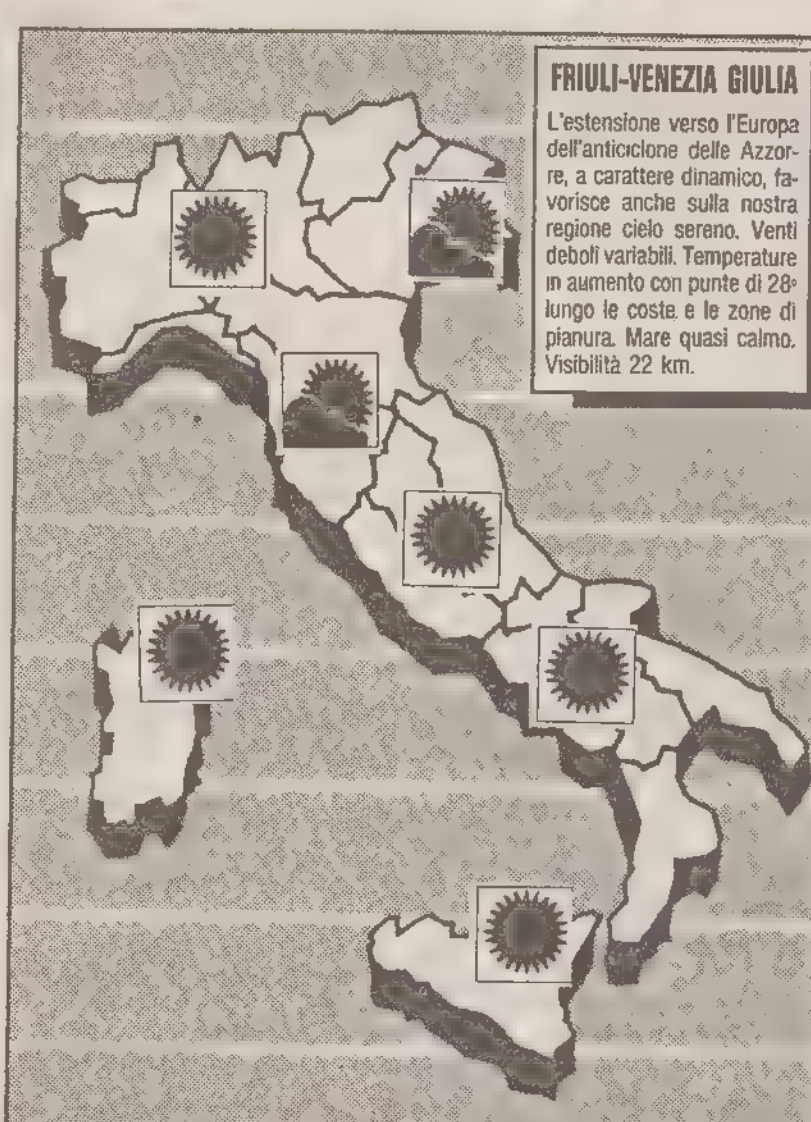 FRIULI-VENEZIA GIULIA
L'estensione verso l'Europa
dell'anticiclone delle Azzor-
re, a carattere dinamico, fa-
vorisce anche sulla nostra
regione cielo sereno. Venti
deboli variabili. Temperature
in aumento con punte di 28°
lungo le coste e le zone di
pianura. Mare quasi calmo.
Visibilità 22 km.